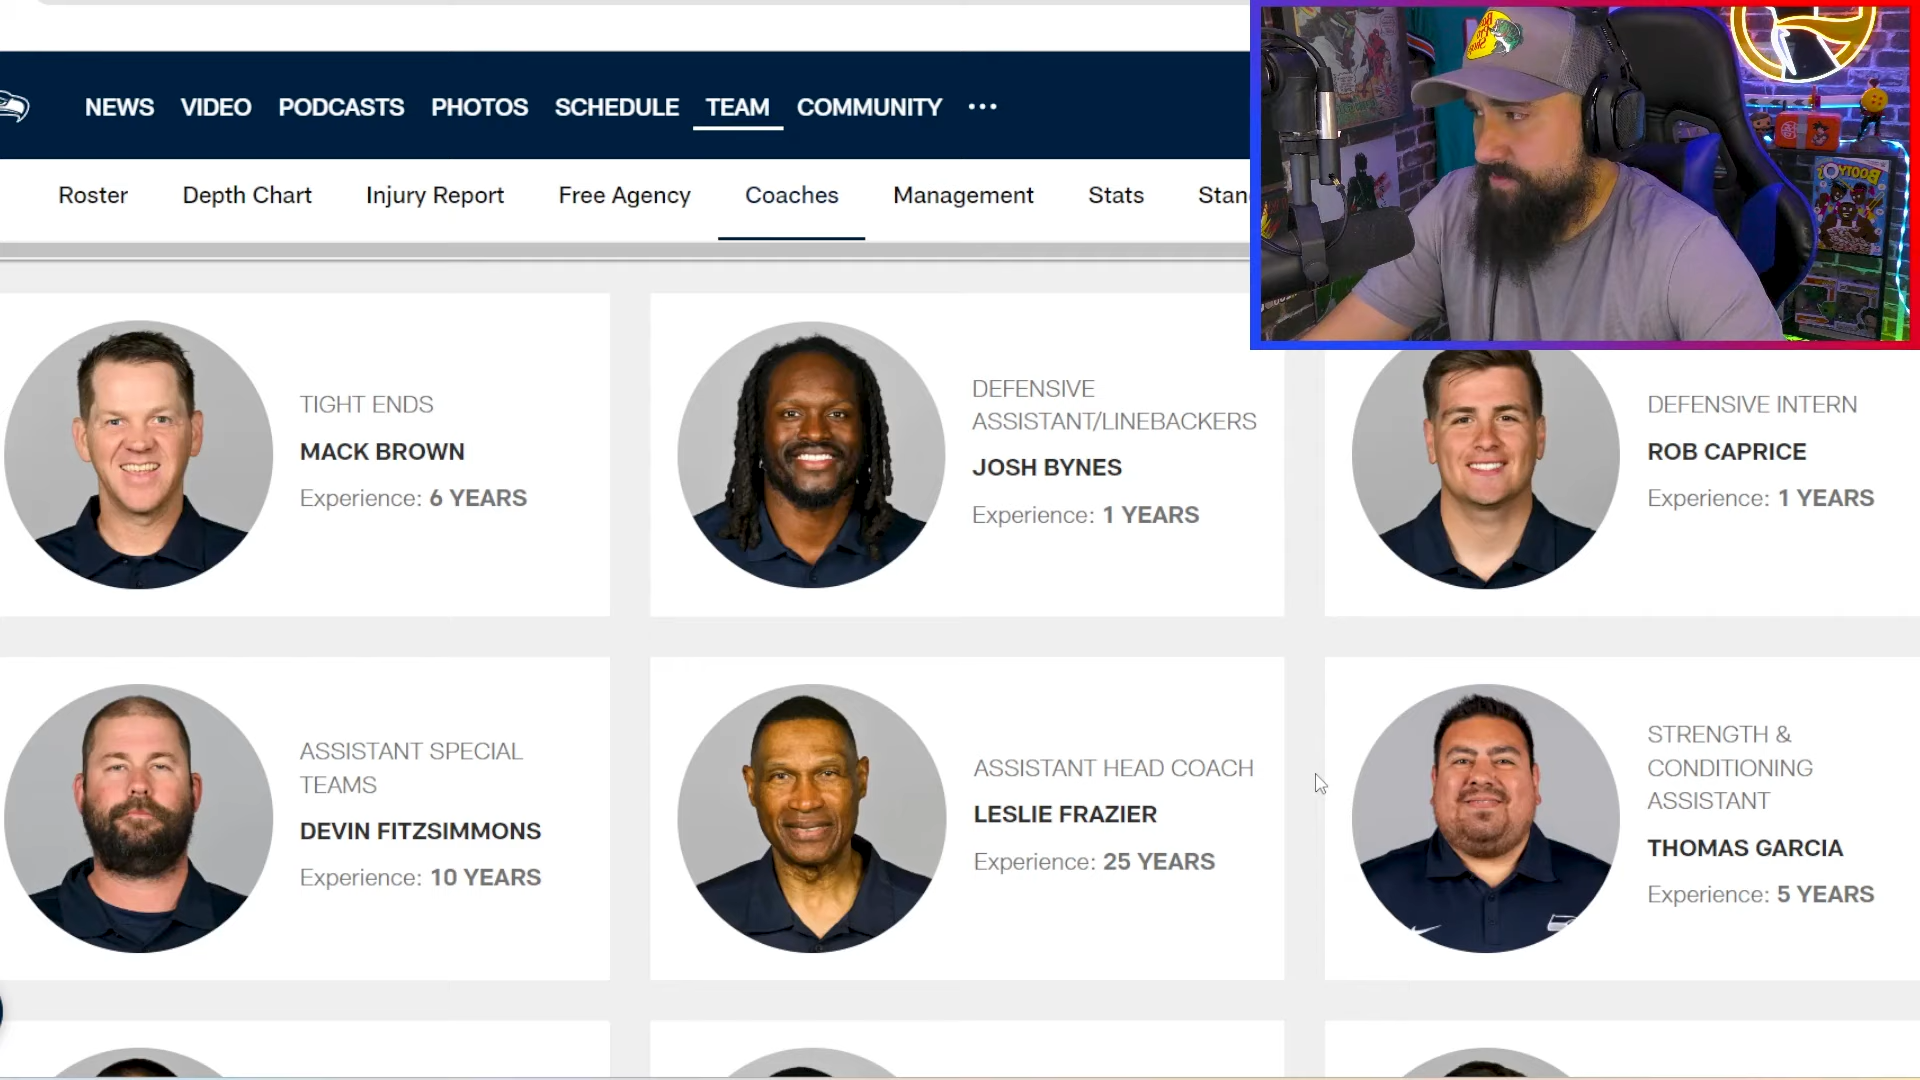 NEWS VIDEO PODCASTS PHOTOS SCHEDULE TEAM COMMUNITY
Roster Depth Chart Injury Report Free Agency Coaches Management Stats Stan
TIGHT ENDS
MACK BROWN
Experience: 6 YEARS
DEFENSIVE
ASSISTANT/LINEBACKERS
JOSH BYNES
Experience: 1 YEARS
DEFENSIVE INTERN
ROB CAPRICE
Experience: 1 YEARS
ASSISTANT SPECIAL
TEAMS
DEVIN FITZSIMMONS
Experience: 10 YEARS
ASSISTANT HEAD COACH
LESLIE FRAZIER
Experience: 25 YEARS
STRENGTH &
CONDITIONING
ASSISTANT
THOMAS GARCIA
Experience: 5 YEARS